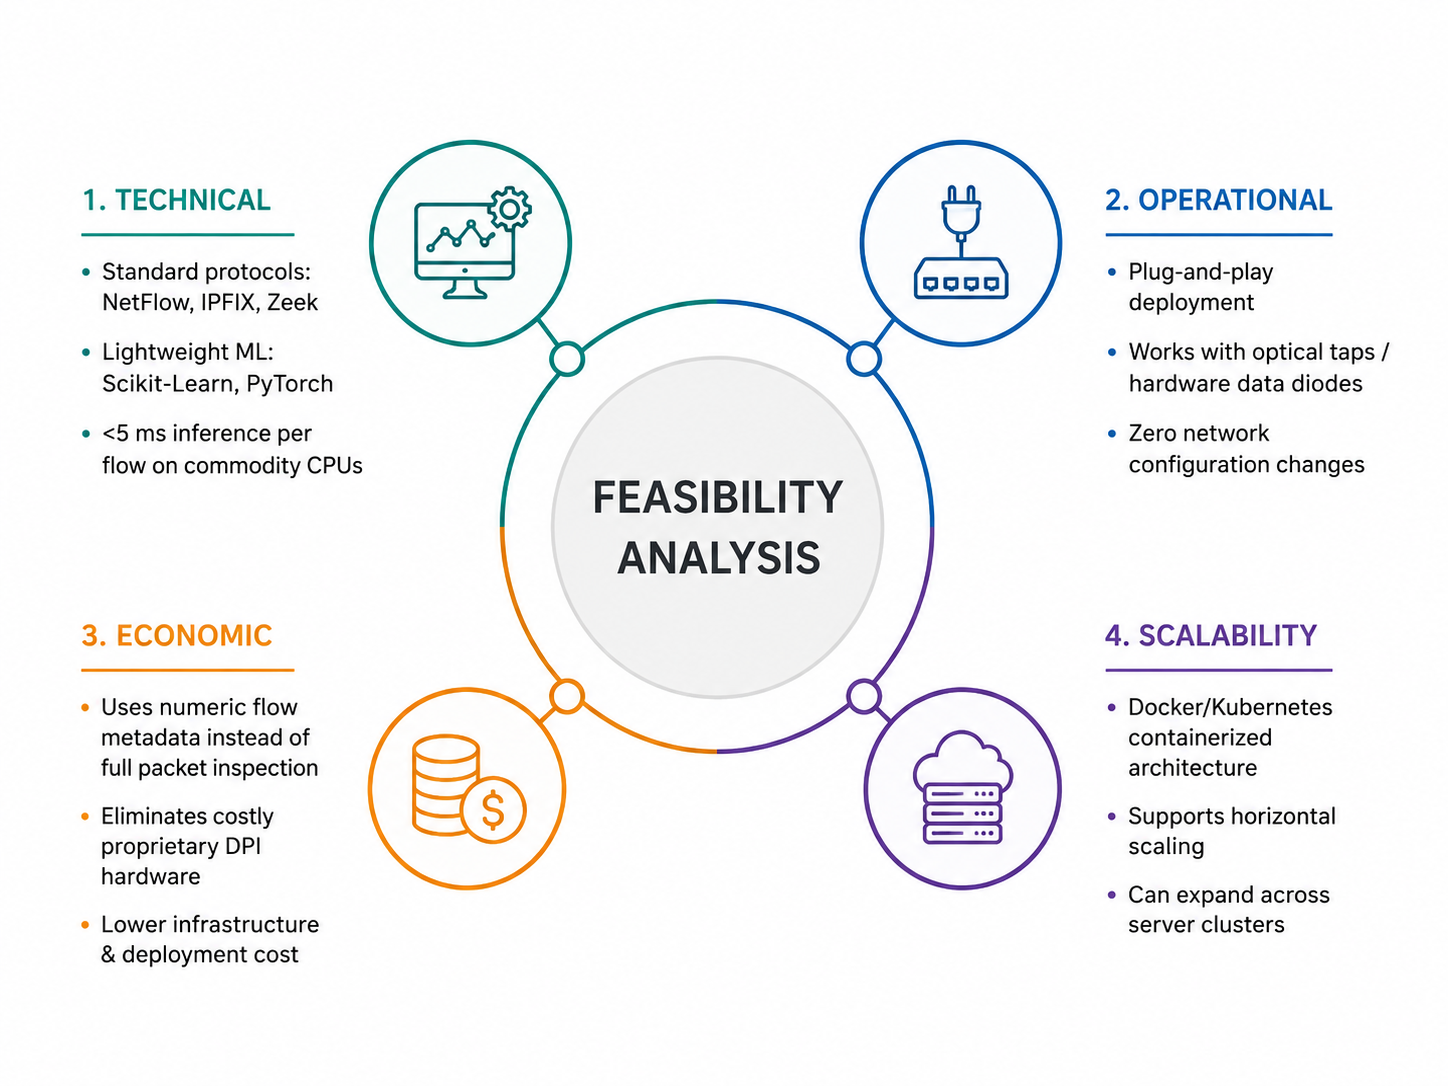 1. TECHNICAL
• Standard protocols:
NetFlow, IPFIX, Zeek
• Lightweight ML:
Scikit-Learn, PyTorch
• <5 ms inference per
flow on commodity CPUs
2. OPERATIONAL
• Plug-and-play
deployment
• Works with optical taps /
hardware data diodes
• Zero network
configuration changes
FEASIBILITY
ANALYSIS
3. ECONOMIC
• Uses numeric flow
metadata instead of
full packet inspection
• Eliminates costly
proprietary DPI
hardware
• Lower infrastructure
& deployment cost
$
4. SCALABILITY
• Docker/Kubernetes
containerized
architecture
• Supports horizontal
scaling
• Can expand across
server clusters